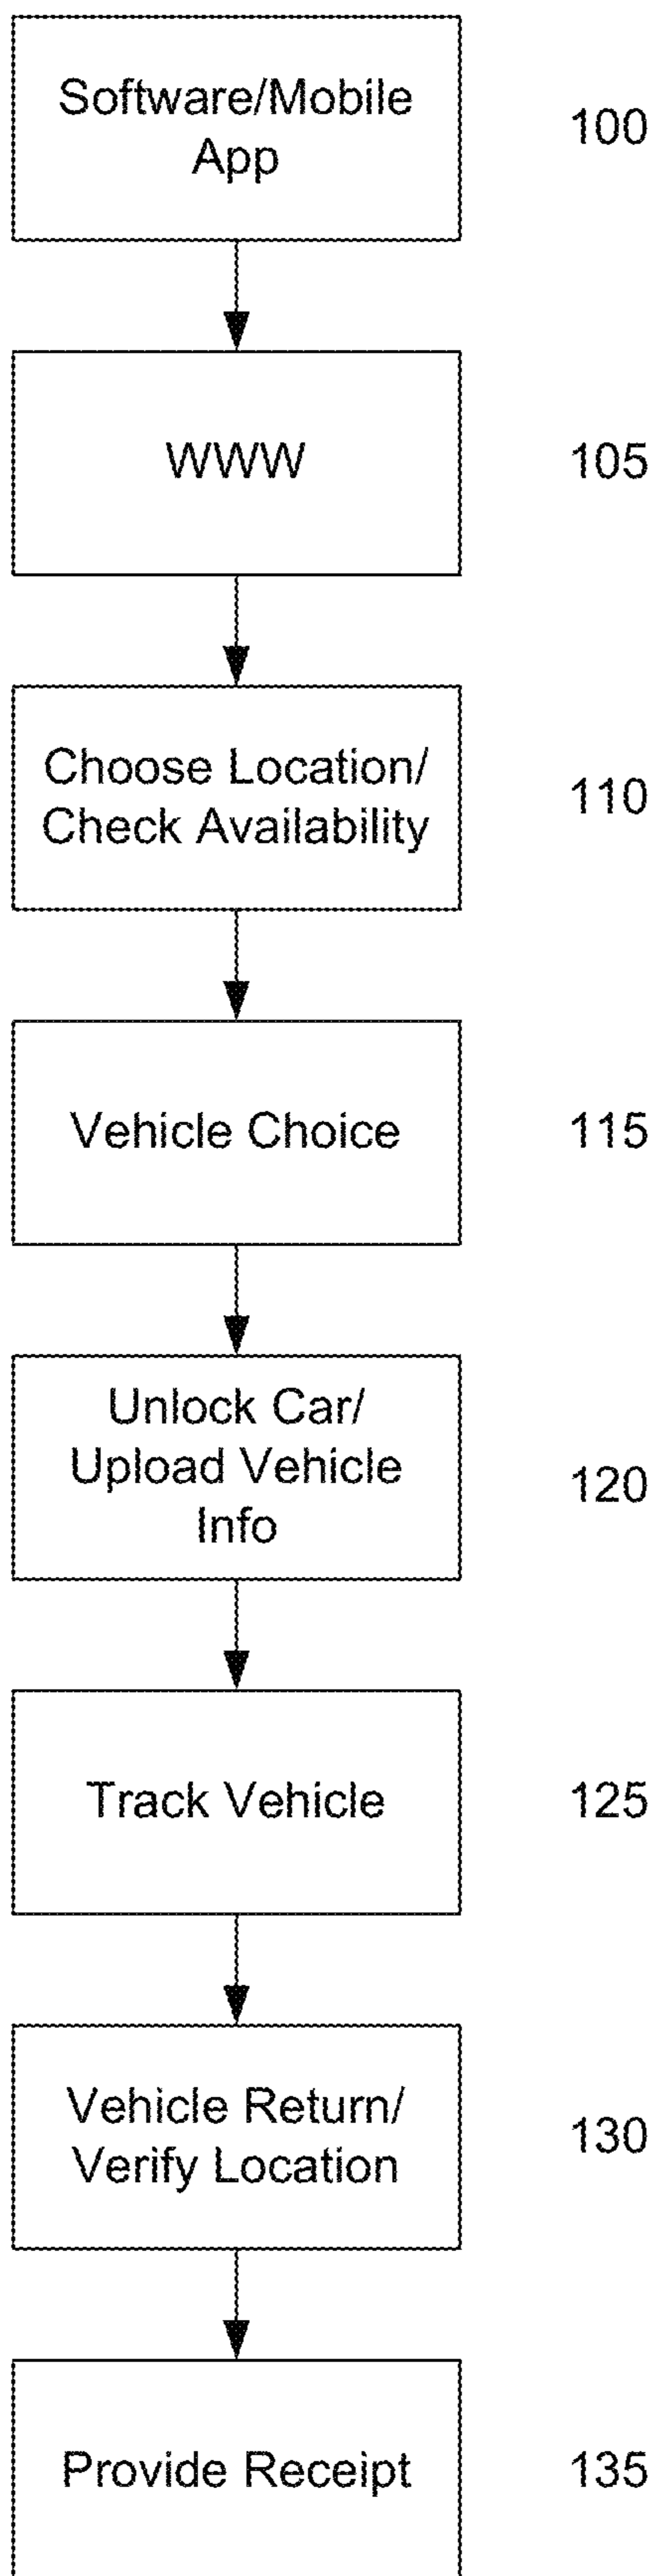 Software/Mobile
App
100
WWW
105
Choose Location/
Check Availability
110
Vehicle Choice
115
Unlock Car/
Upload Vehicle
Info
120
Track Vehicle
125
Vehicle Return/
Verify Location
130
Provide Receipt
135